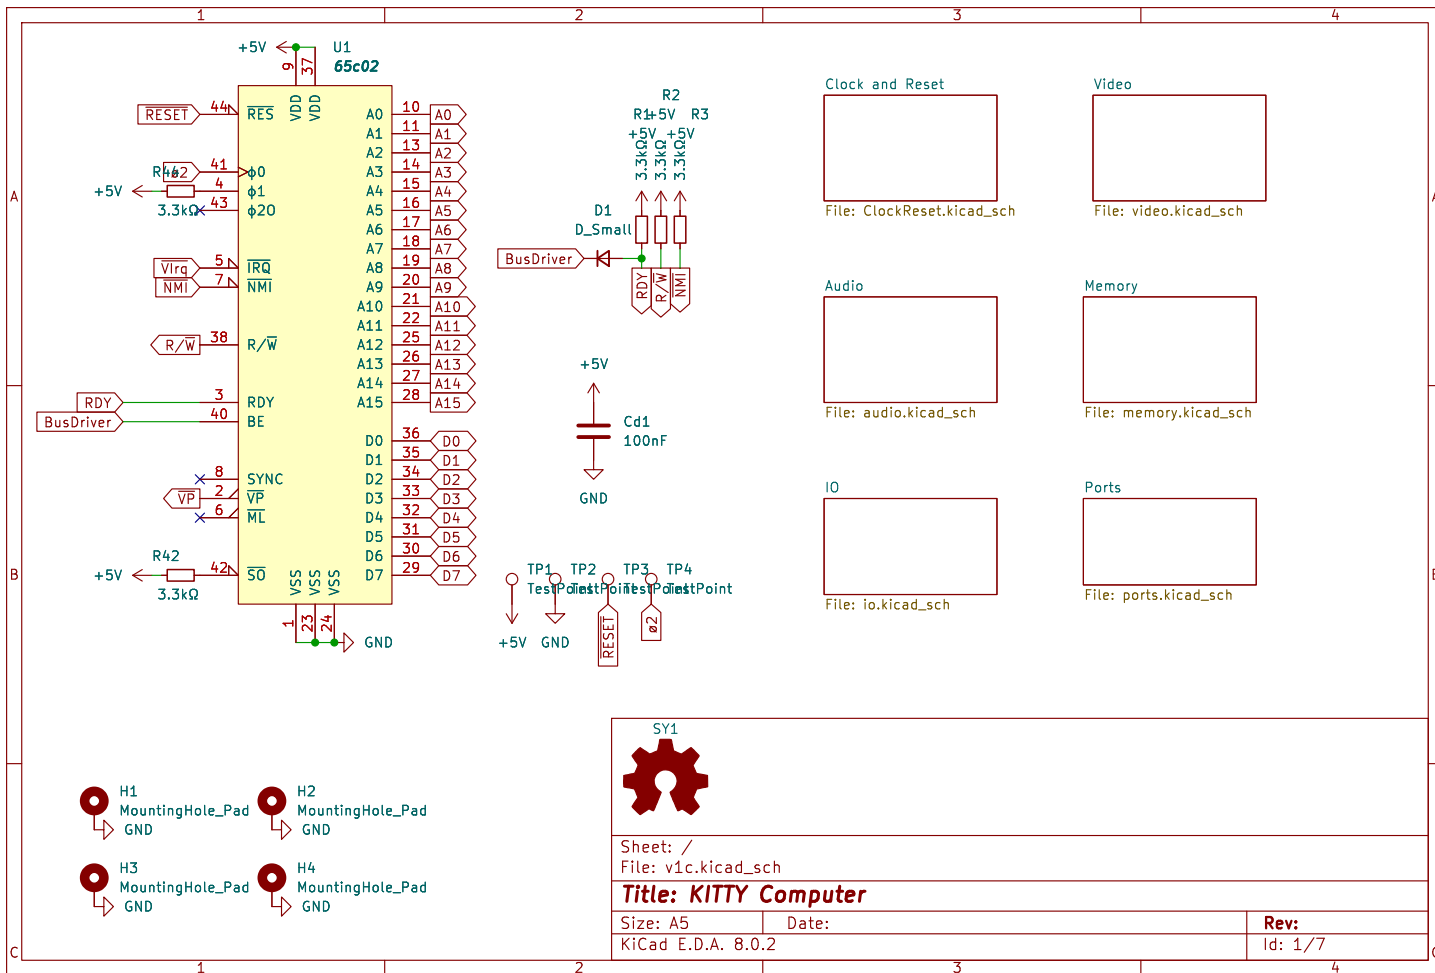 1 2 3 4
+5V
U1
65c02
9
37
VDD
VDD
RESET 44 RES
R44 ø2 41 ϕ0
+5V 4 ϕ1
3.3kΩ 43 ϕ2O
VIrq 5 IRQ
NMI 7 NMI
R/W 38 R/W
RDY 3 RDY
BusDriver 40 BE
8 SYNC
VP 2 VP
6 ML
R42
+5V 42 SO
3.3kΩ
A0 10 A0
A1 11 A1
A2 13 A2
A3 14 A3
A4 15 A4
A5 16 A5
A6 17 A6
A7 18 A7
A8 19 A8
A9 20 A9
A10 21 A10
A11 22 A11
A12 25 A12
A13 26 A13
A14 27 A14
A15 28 A15
D0 36 D0
D1 35 D1
D2 34 D2
D3 33 D3
D4 32 D4
D5 31 D5
D6 30 D6
D7 29 D7
VSS
VSS
VSS
1
23
24
GND
R2
R1 +5V R3
+5V +5V
3.3kΩ
3.3kΩ
3.3kΩ
D1
D_Small
BusDriver
RDY
R/W
NMI
+5V
Cd1
100nF
GND
TP1 TP2 TP3 TP4
TestPoint TestPoint TestPoint TestPoint
+5V GND
RESET
ø2
Clock and Reset
File: ClockReset.kicad_sch
Video
File: video.kicad_sch
Audio
File: audio.kicad_sch
Memory
File: memory.kicad_sch
IO
File: io.kicad_sch
Ports
File: ports.kicad_sch
A
A
B
B
C
C
H1
MountingHole_Pad
GND
H2
MountingHole_Pad
GND
H3
MountingHole_Pad
GND
H4
MountingHole_Pad
GND
SY1
Sheet: /
File: v1c.kicad_sch
Title: KITTY Computer
Size: A5 Date: Rev:
KiCad E.D.A. 8.0.2 Id: 1/7
1 2 3 4